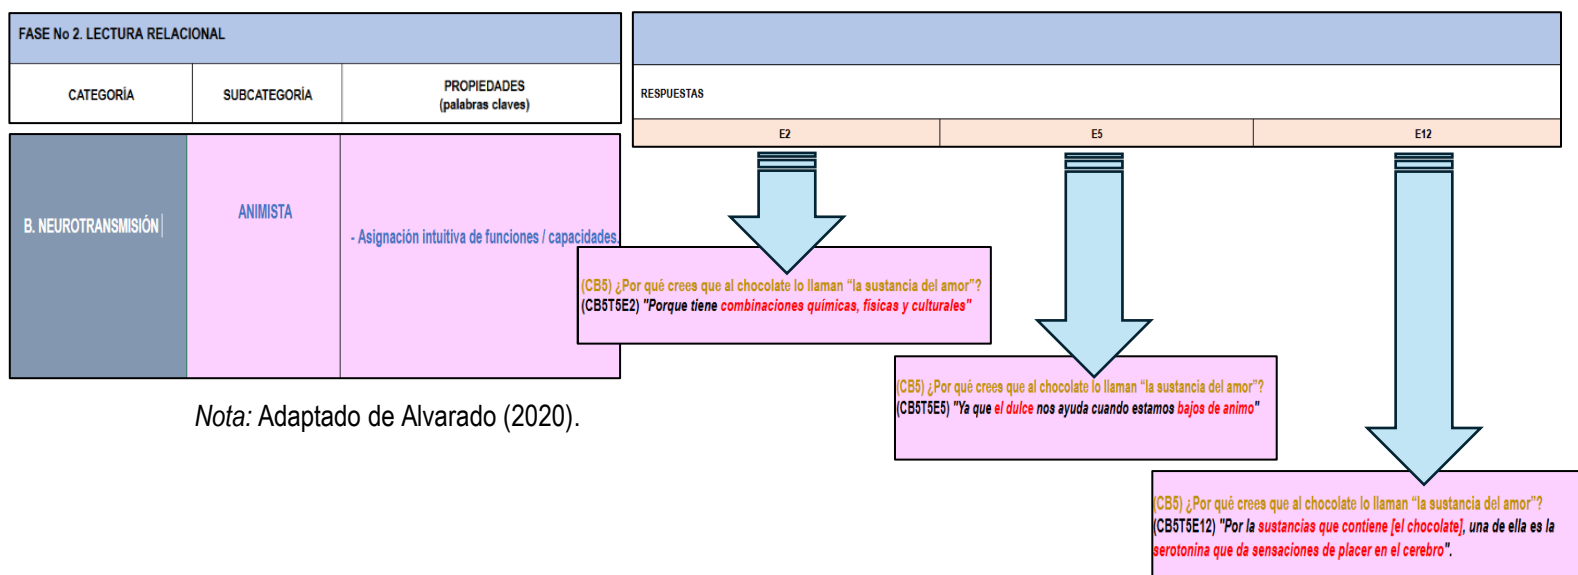 FASE No 2. LECTURA RELACIONAL
CATEGORÍA
SUBCATEGORÍA
PROPIEDADES
(palabras claves)
RESPUESTAS
E2
E5
E12
B. NEUROTRANSMISIÓN
ANIMISTA
- Asignación intuitiva de funciones / capacidades.
(CB5) ¿Por qué crees que al chocolate lo llaman “la sustancia del amor”?
(CB5T5E2) "Porque tiene combinaciones químicas, físicas y culturales"
(CB5) ¿Por qué crees que al chocolate lo llaman “la sustancia del amor”?
(CB5T5E5) "Ya que el dulce nos ayuda cuando estamos bajos de animo"
Nota: Adaptado de Alvarado (2020).
(CB5) ¿Por qué crees que al chocolate lo llaman “la sustancia del amor”?
(CB5T5E12) "Por la sustancias que contiene [el chocolate], una de ella es la
serotonina que da sensaciones de placer en el cerebro".